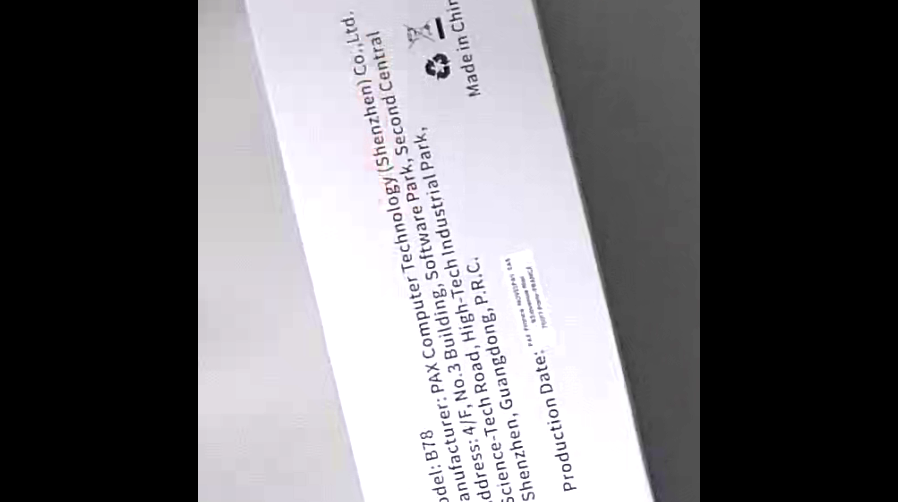 odel: B78
anufacturer: PAX Computer Technology (Shenzhen) Co.,Ltd.
ddress: 4/F, No.3 Building, Software Park, Second Central
Science-Tech Road, High-Tech Industrial Park,
Shenzhen, Guangdong, P.R.C.
Production Date:
Made in Chin